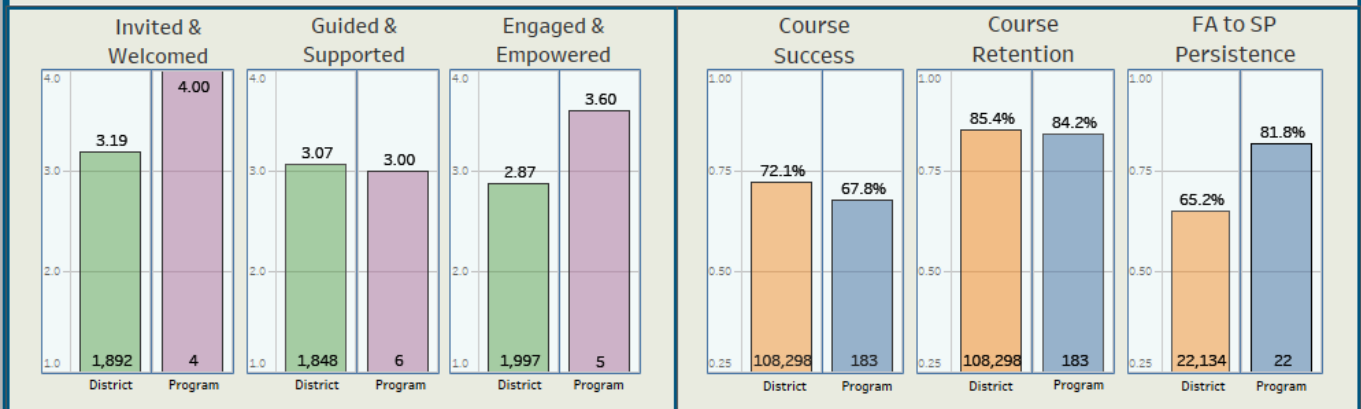 Invited &
Welcomed
4.0
3.0
2.0
1.0
3.19
4.00
1,892
4
District
Program
Guided &
Supported
4.0
3.0
2.0
1.0
3.07
3.00
1,848
6
District
Program
Engaged &
Empowered
4.0
3.0
2.0
1.0
2.87
3.60
1,997
5
District
Program
Course
Success
1.00
0.75
0.50
0.25
72.1%
67.8%
108,298
183
District
Program
Course
Retention
1.00
0.75
0.50
0.25
85.4%
84.2%
108,298
183
District
Program
FA to SP
Persistence
1.00
0.75
0.50
0.25
65.2%
81.8%
22,134
22
District
Program